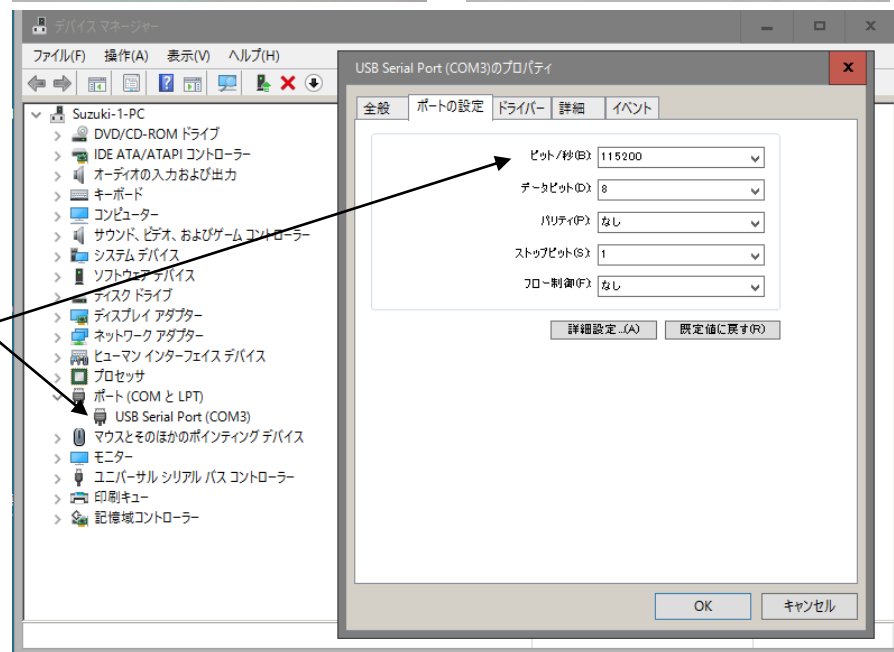 デバイス マネージャー
ファイル(F) 操作(A) 表示(V) ヘルプ(H)
Suzuki-1-PC
DVD/CD-ROM ドライブ
IDE ATA/ATAPI コントローラー
オーディオの入力および出力
キーボード
コンピューター
サウンド、ビデオ、およびゲーム コントローラー
システム デバイス
ソフトウェア デバイス
ディスク ドライブ
ディスプレイ アダプター
ネットワーク アダプター
ヒューマン インターフェイス デバイス
プロセッサ
ポート (COM と LPT)
USB Serial Port (COM3)
マウスとそのほかのポインティング デバイス
モニター
ユニバーサル シリアル バス コントローラー
印刷キュー
記憶域コントローラー
USB Serial Port (COM3)のプロパティ
全般 ポートの設定 ドライバー 詳細 イベント
ビット/秒(B): 115200
データ ビット(D): 8
パリティ(P): なし
ストップ ビット(S): 1
フロー制御(F): なし
詳細設定...(A) 既定値に戻す(R)
OK キャンセル